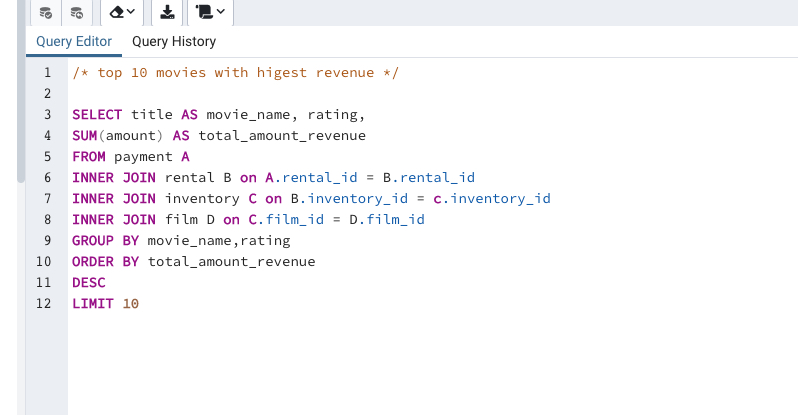 Query Editor Query History
1 /* top 10 movies with higest revenue */
2
3 SELECT title AS movie_name, rating,
4 SUM(amount) AS total_amount_revenue
5 FROM payment A
6 INNER JOIN rental B on A.rental_id = B.rental_id
7 INNER JOIN inventory C on B.inventory_id = c.inventory_id
8 INNER JOIN film D on C.film_id = D.film_id
9 GROUP BY movie_name,rating
10 ORDER BY total_amount_revenue
11 DESC
12 LIMIT 10